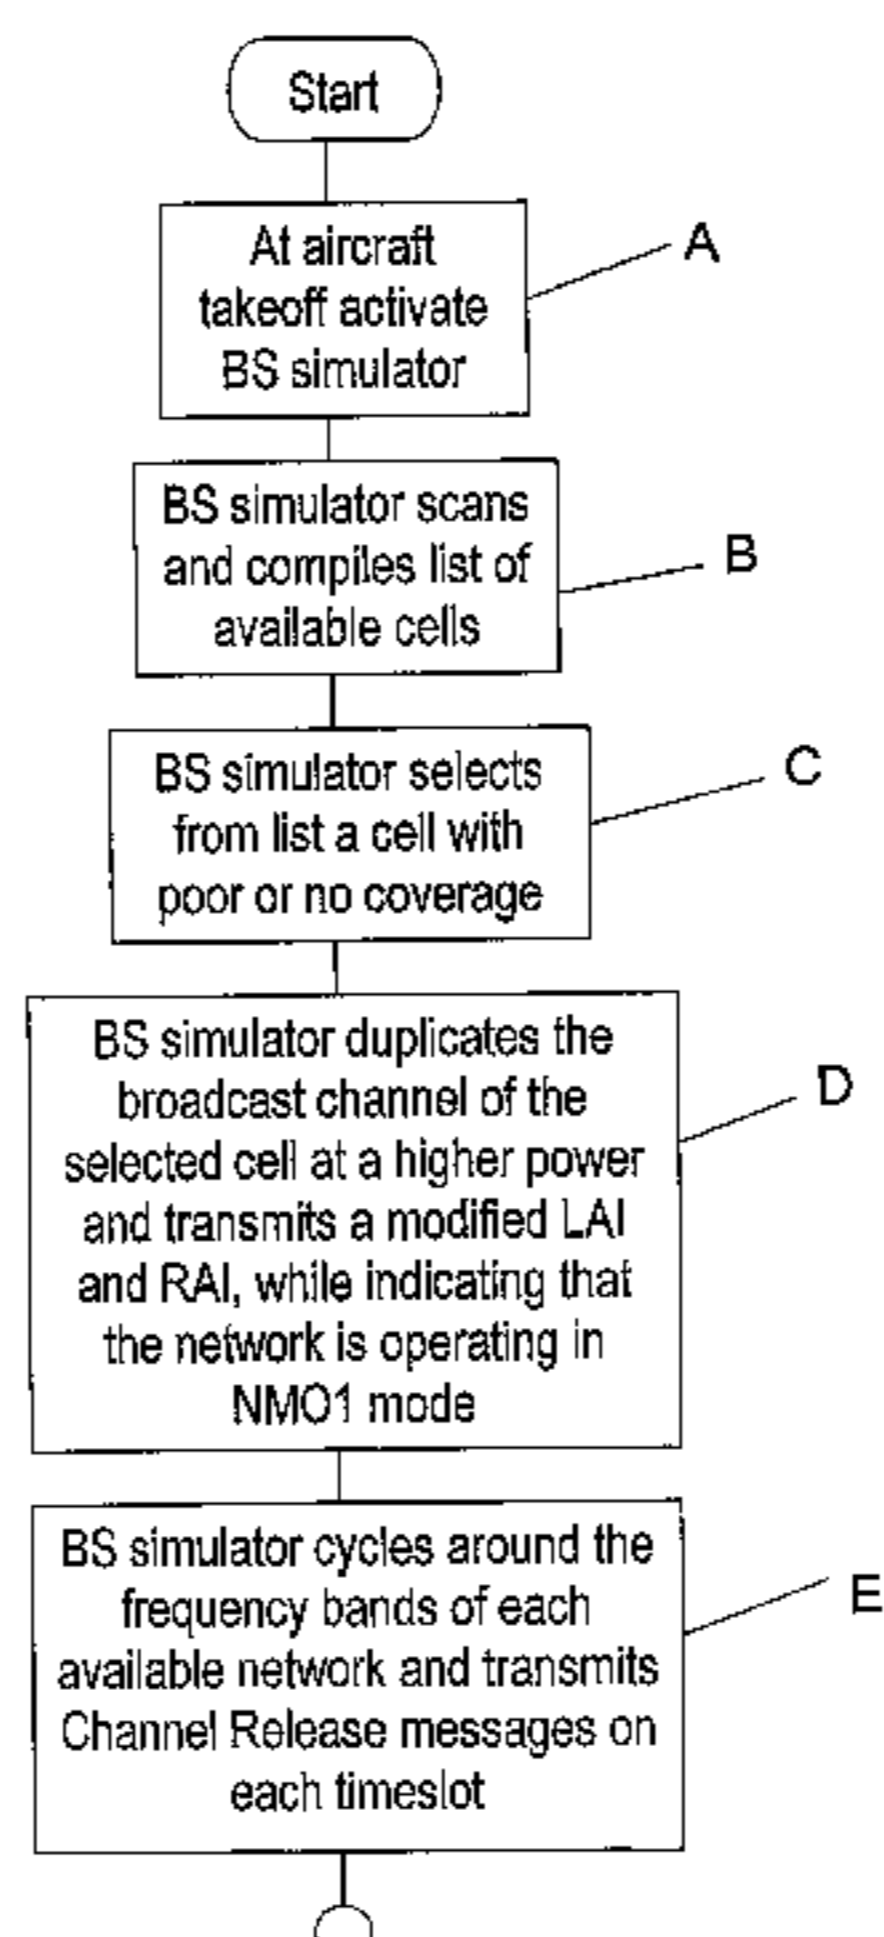 Start
At aircraft
takeoff activate
BS simulator
A
BS simulator scans
and compiles list of
available cells
B
BS simulator selects
from list a cell with
poor or no coverage
C
BS simulator duplicates the
broadcast channel of the
selected cell at a higher power
and transmits a modified LAI
and RAI, while indicating that
the network is operating in
NMO1 mode
D
BS simulator cycles around the
frequency bands of each
available network and transmits
Channel Release messages on
each timeslot
E